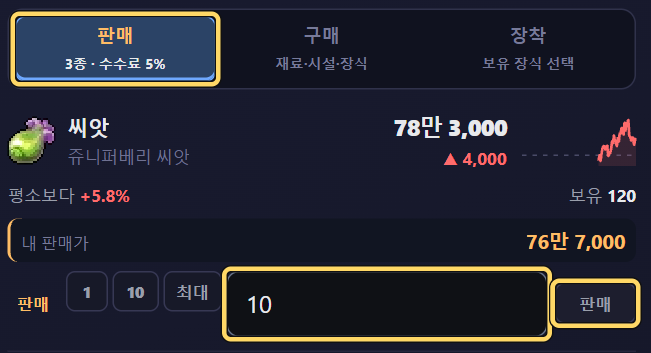 판매 구매 장착
3종 · 수수료 5% 재료·시설·장식 보유 장식 선택
씨앗 78만 3,000
쥬니퍼베리 씨앗 ▲ 4,000
평소보다 +5.8% 보유 120
내 판매가 76만 7,000
판매 1 10 최대 10 판매